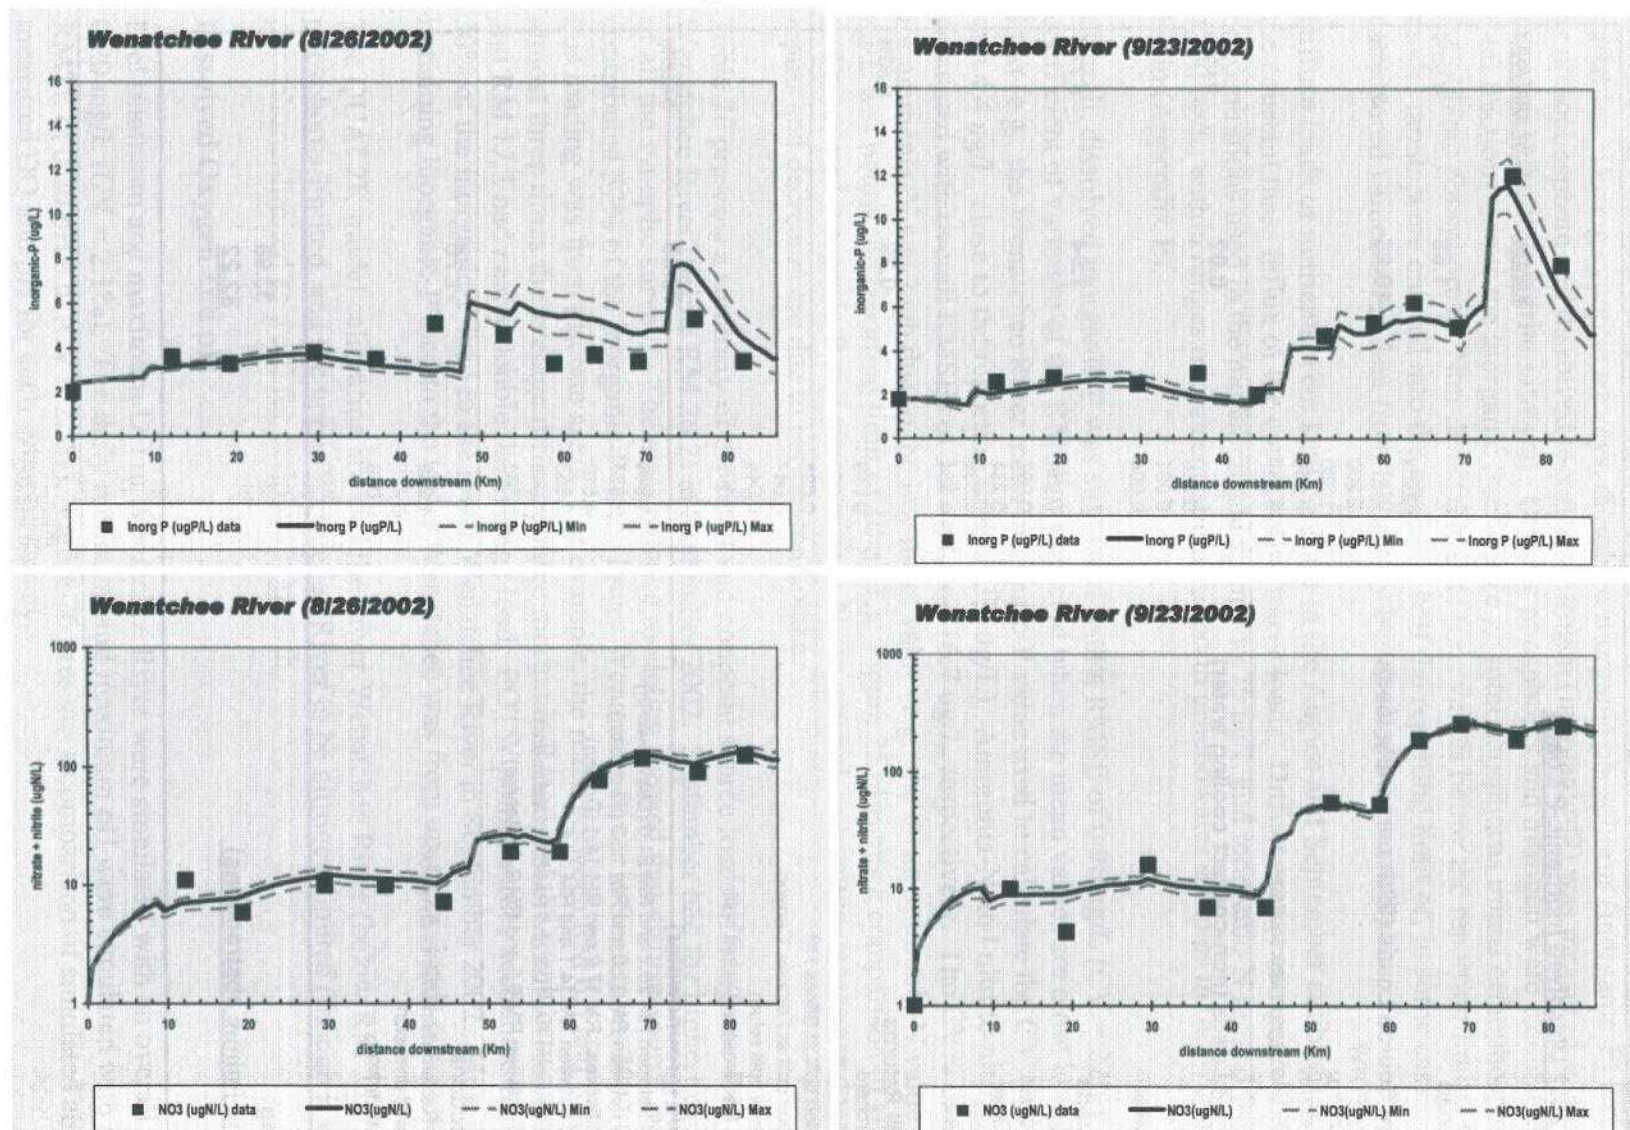 Wenatchee River (8/26/2002)
16
14
12
10
8
6
4
2
0
inorganic-P (ug/L)
0 10 20 30 40 50 60 70 80
distance downstream (Km)
Inorg P (ugP/L) data Inorg P (ugP/L) Inorg P (ugP/L) Min Inorg P (ugP/L) Max
Wenatchee River (9/23/2002)
16
14
12
10
8
6
4
2
0
inorganic-P (ug/L)
0 10 20 30 40 50 60 70 80
distance downstream (Km)
Inorg P (ugP/L) data Inorg P (ugP/L) Inorg P (ugP/L) Min Inorg P (ugP/L) Max
Wenatchee River (8/26/2002)
1000
100
10
1
nitrate + nitrite (ugN/L)
0 10 20 30 40 50 60 70 80
distance downstream (Km)
NO3 (ugN/L) data NO3(ugN/L) NO3(ugN/L) Min NO3(ugN/L) Max
Wenatchee River (9/23/2002)
1000
100
10
1
nitrate + nitrite (ugN/L)
0 10 20 30 40 50 60 70 80
distance downstream (Km)
NO3 (ugN/L) data NO3(ugN/L) NO3(ugN/L) Min NO3(ugN/L) Max